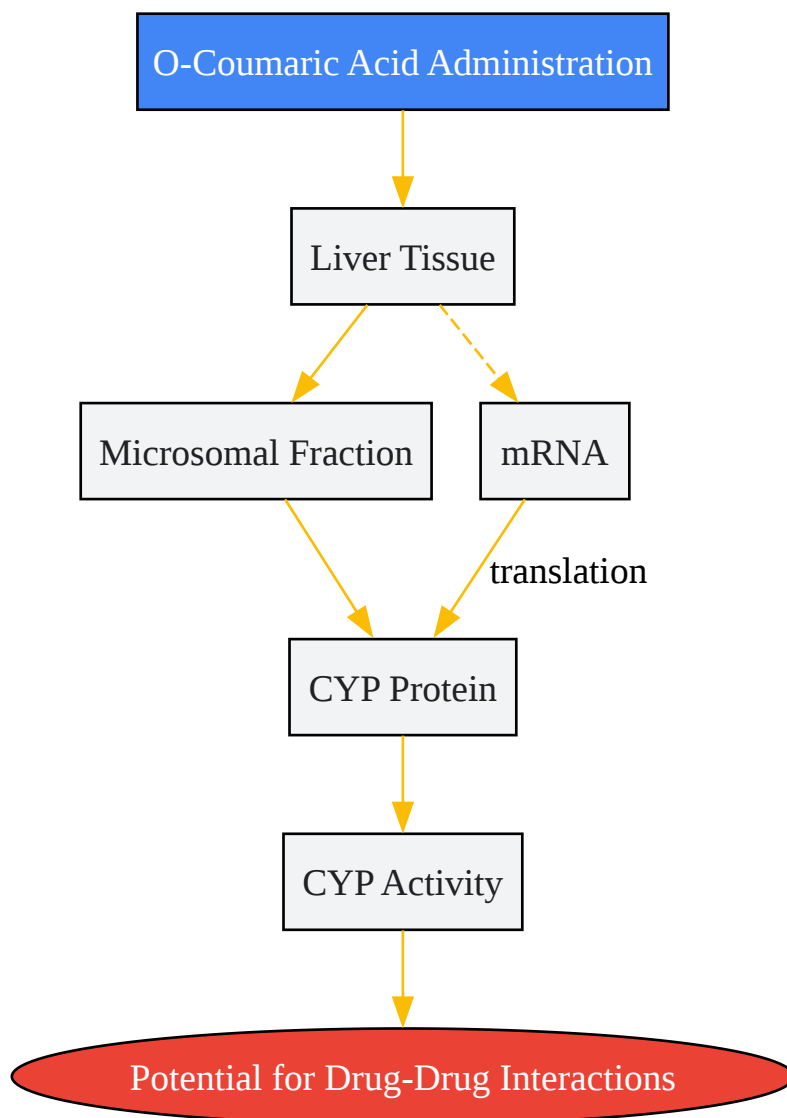 O-Coumaric Acid Administration
Liver Tissue
Microsomal Fraction
mRNA
translation
CYP Protein
CYP Activity
Potential for Drug-Drug Interactions